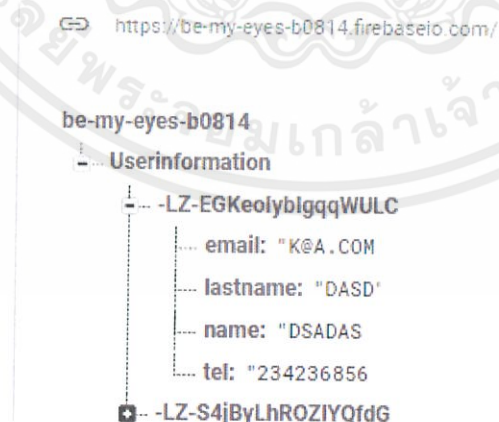 https://be-my-eyes-b0814.firebaseio.com/
be-my-eyes-b0814
Userinformation
-LZ-EGKeolyblgqqWULC
email: "K@A.COM
lastname: "DASD'
name: "DSADAS
tel: "234236856
-LZ-S4jByLhROZIYQfdG